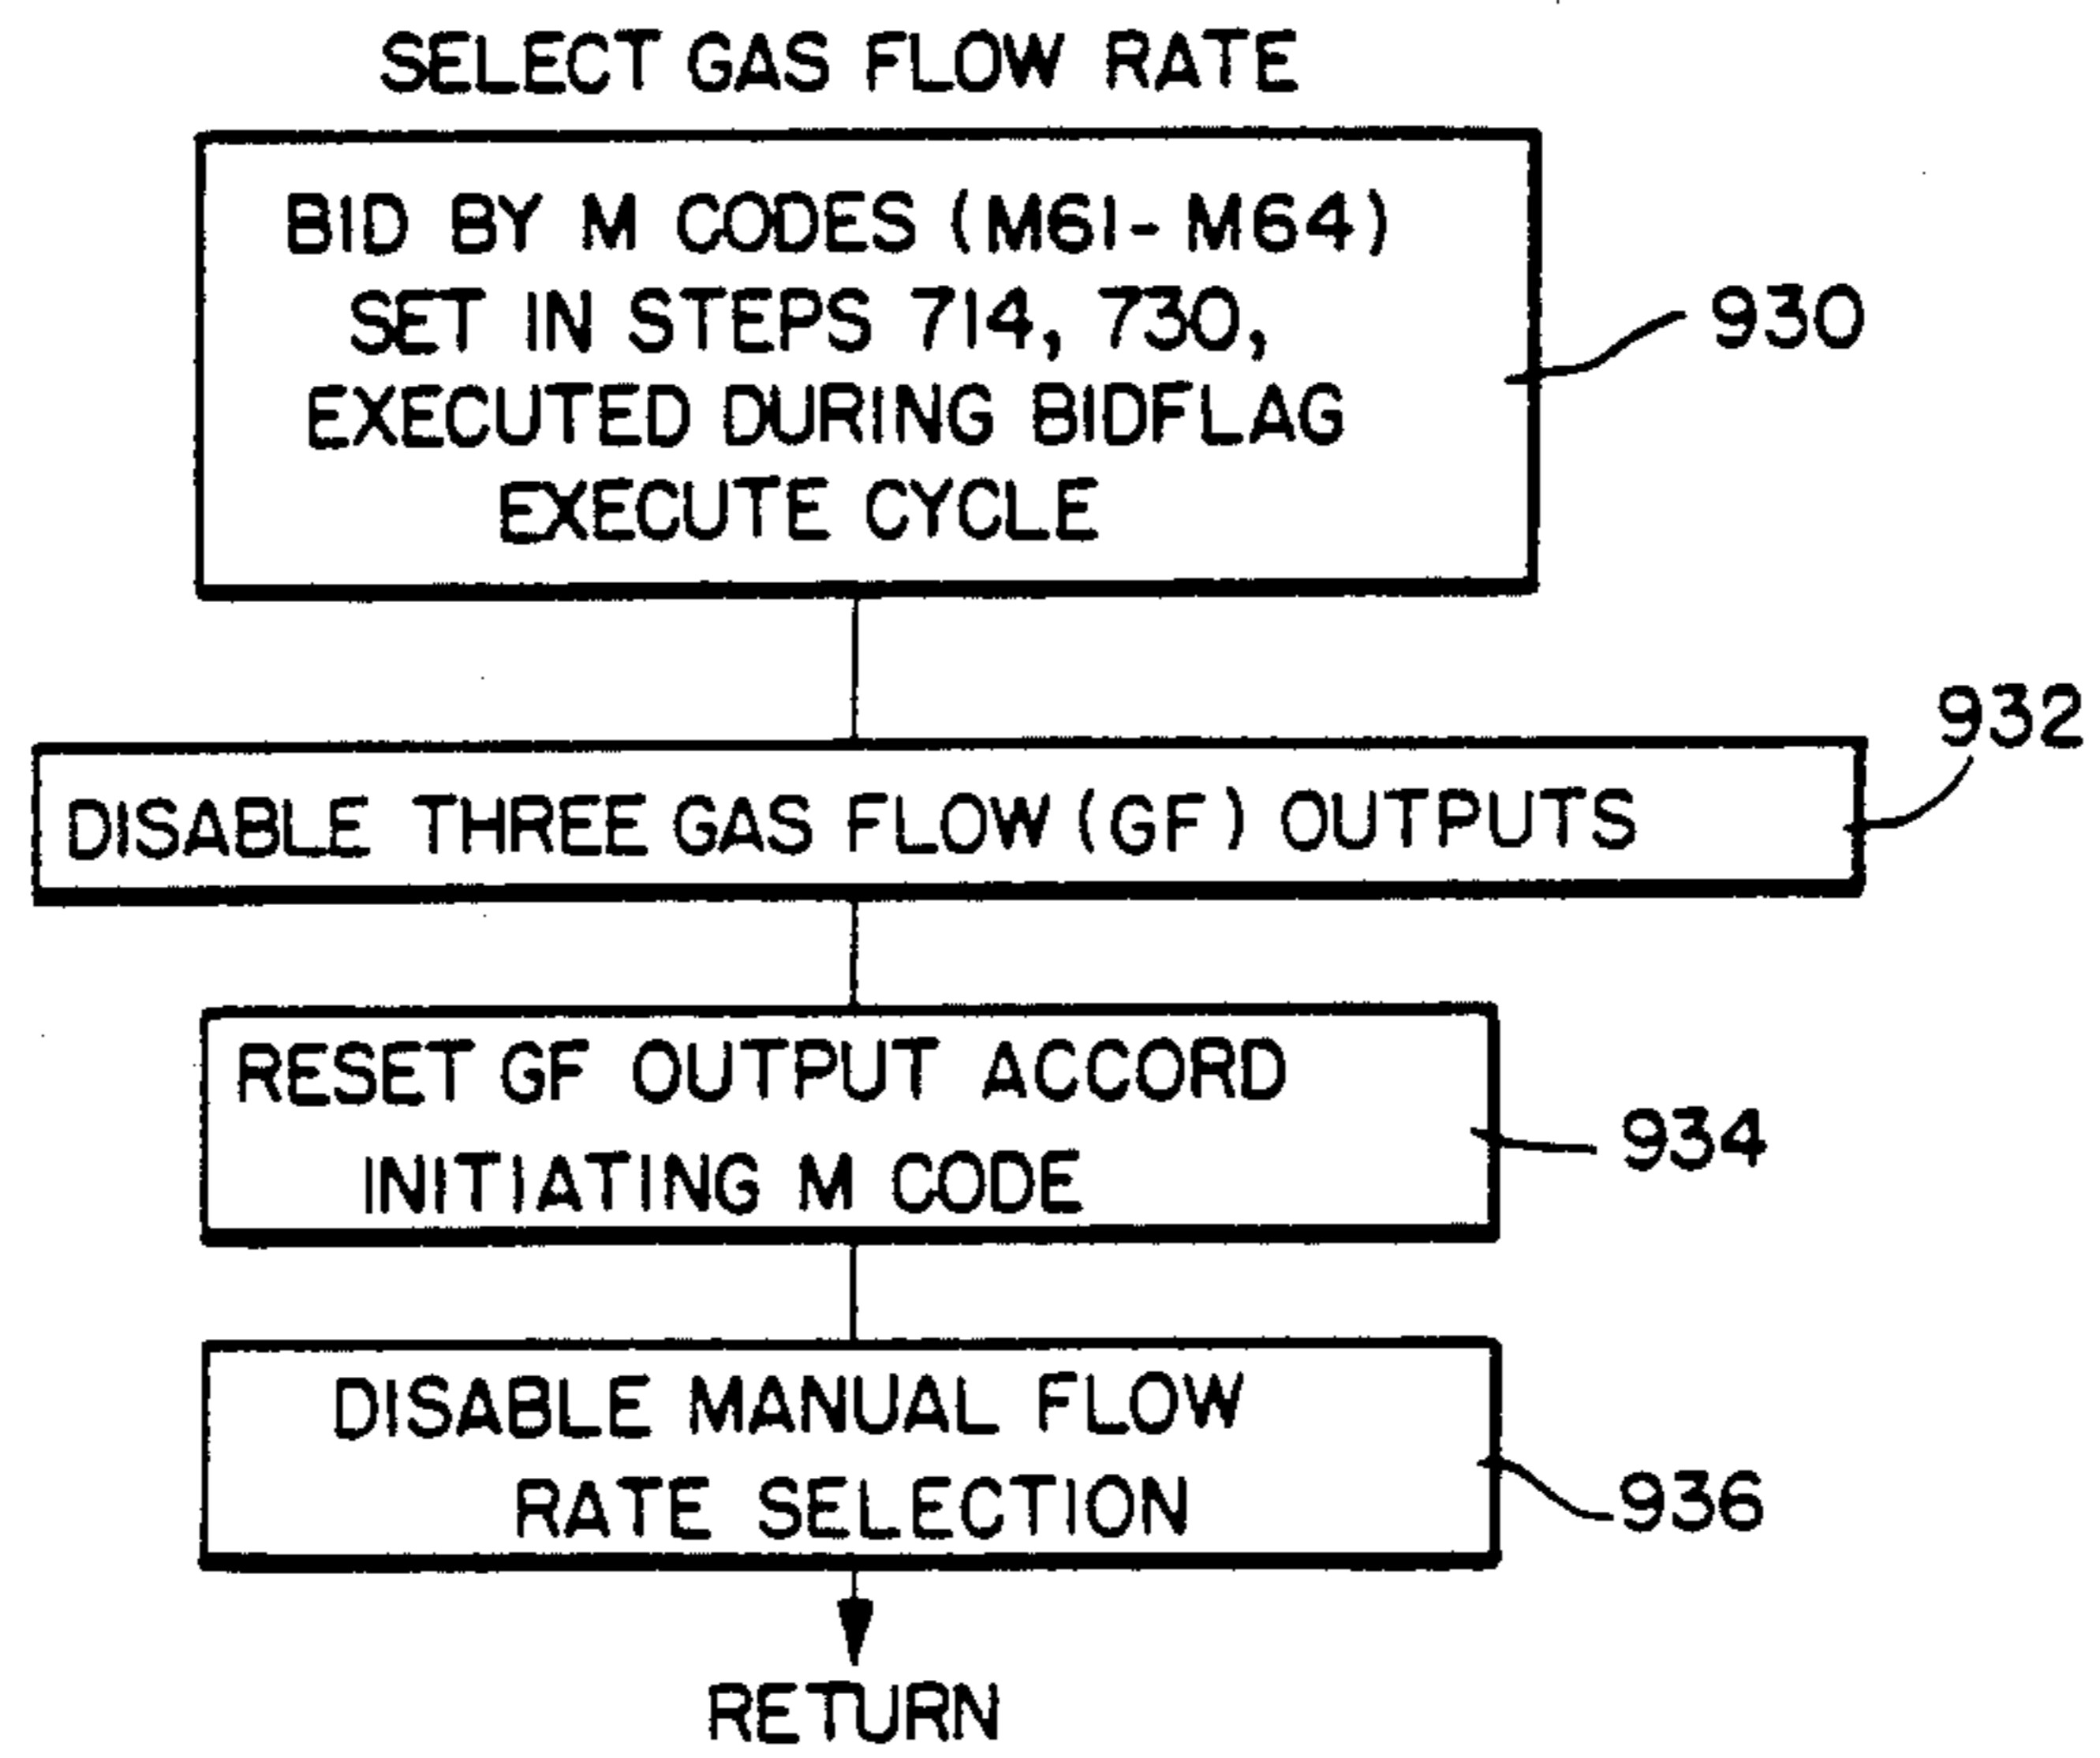 SELECT GAS FLOW RATE
BID BY M CODES (M61- M64)
SET IN STEPS 714, 730,
EXECUTED DURING BIDFLAG
EXECUTE CYCLE
930
932
DISABLE THREE GAS FLOW (GF) OUTPUTS
RESET GF OUTPUT ACCORD
INITIATING M CODE
934
DISABLE MANUAL FLOW
RATE SELECTION
936
RETURN